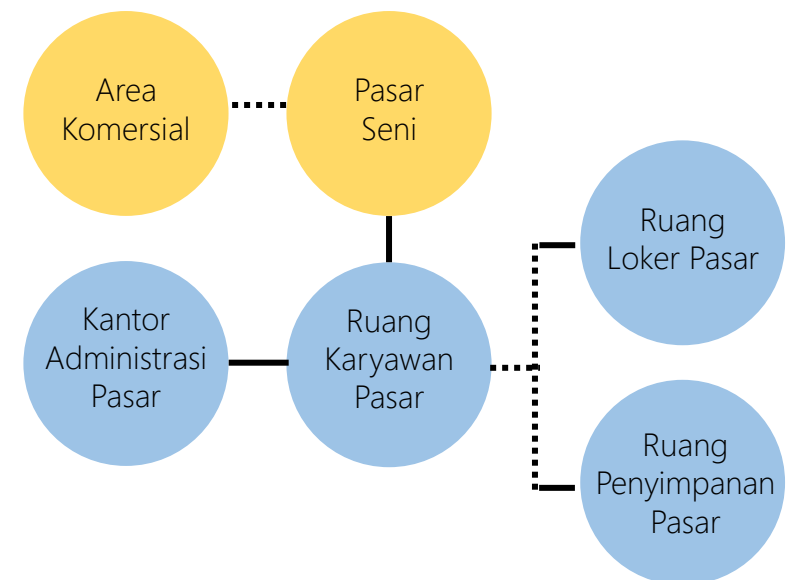 Area
Komersial
Pasar
Seni
Ruang
Loker Pasar
Kantor
Administrasi
Pasar
Ruang
Karyawan
Pasar
Ruang
Penyimpanan
Pasar